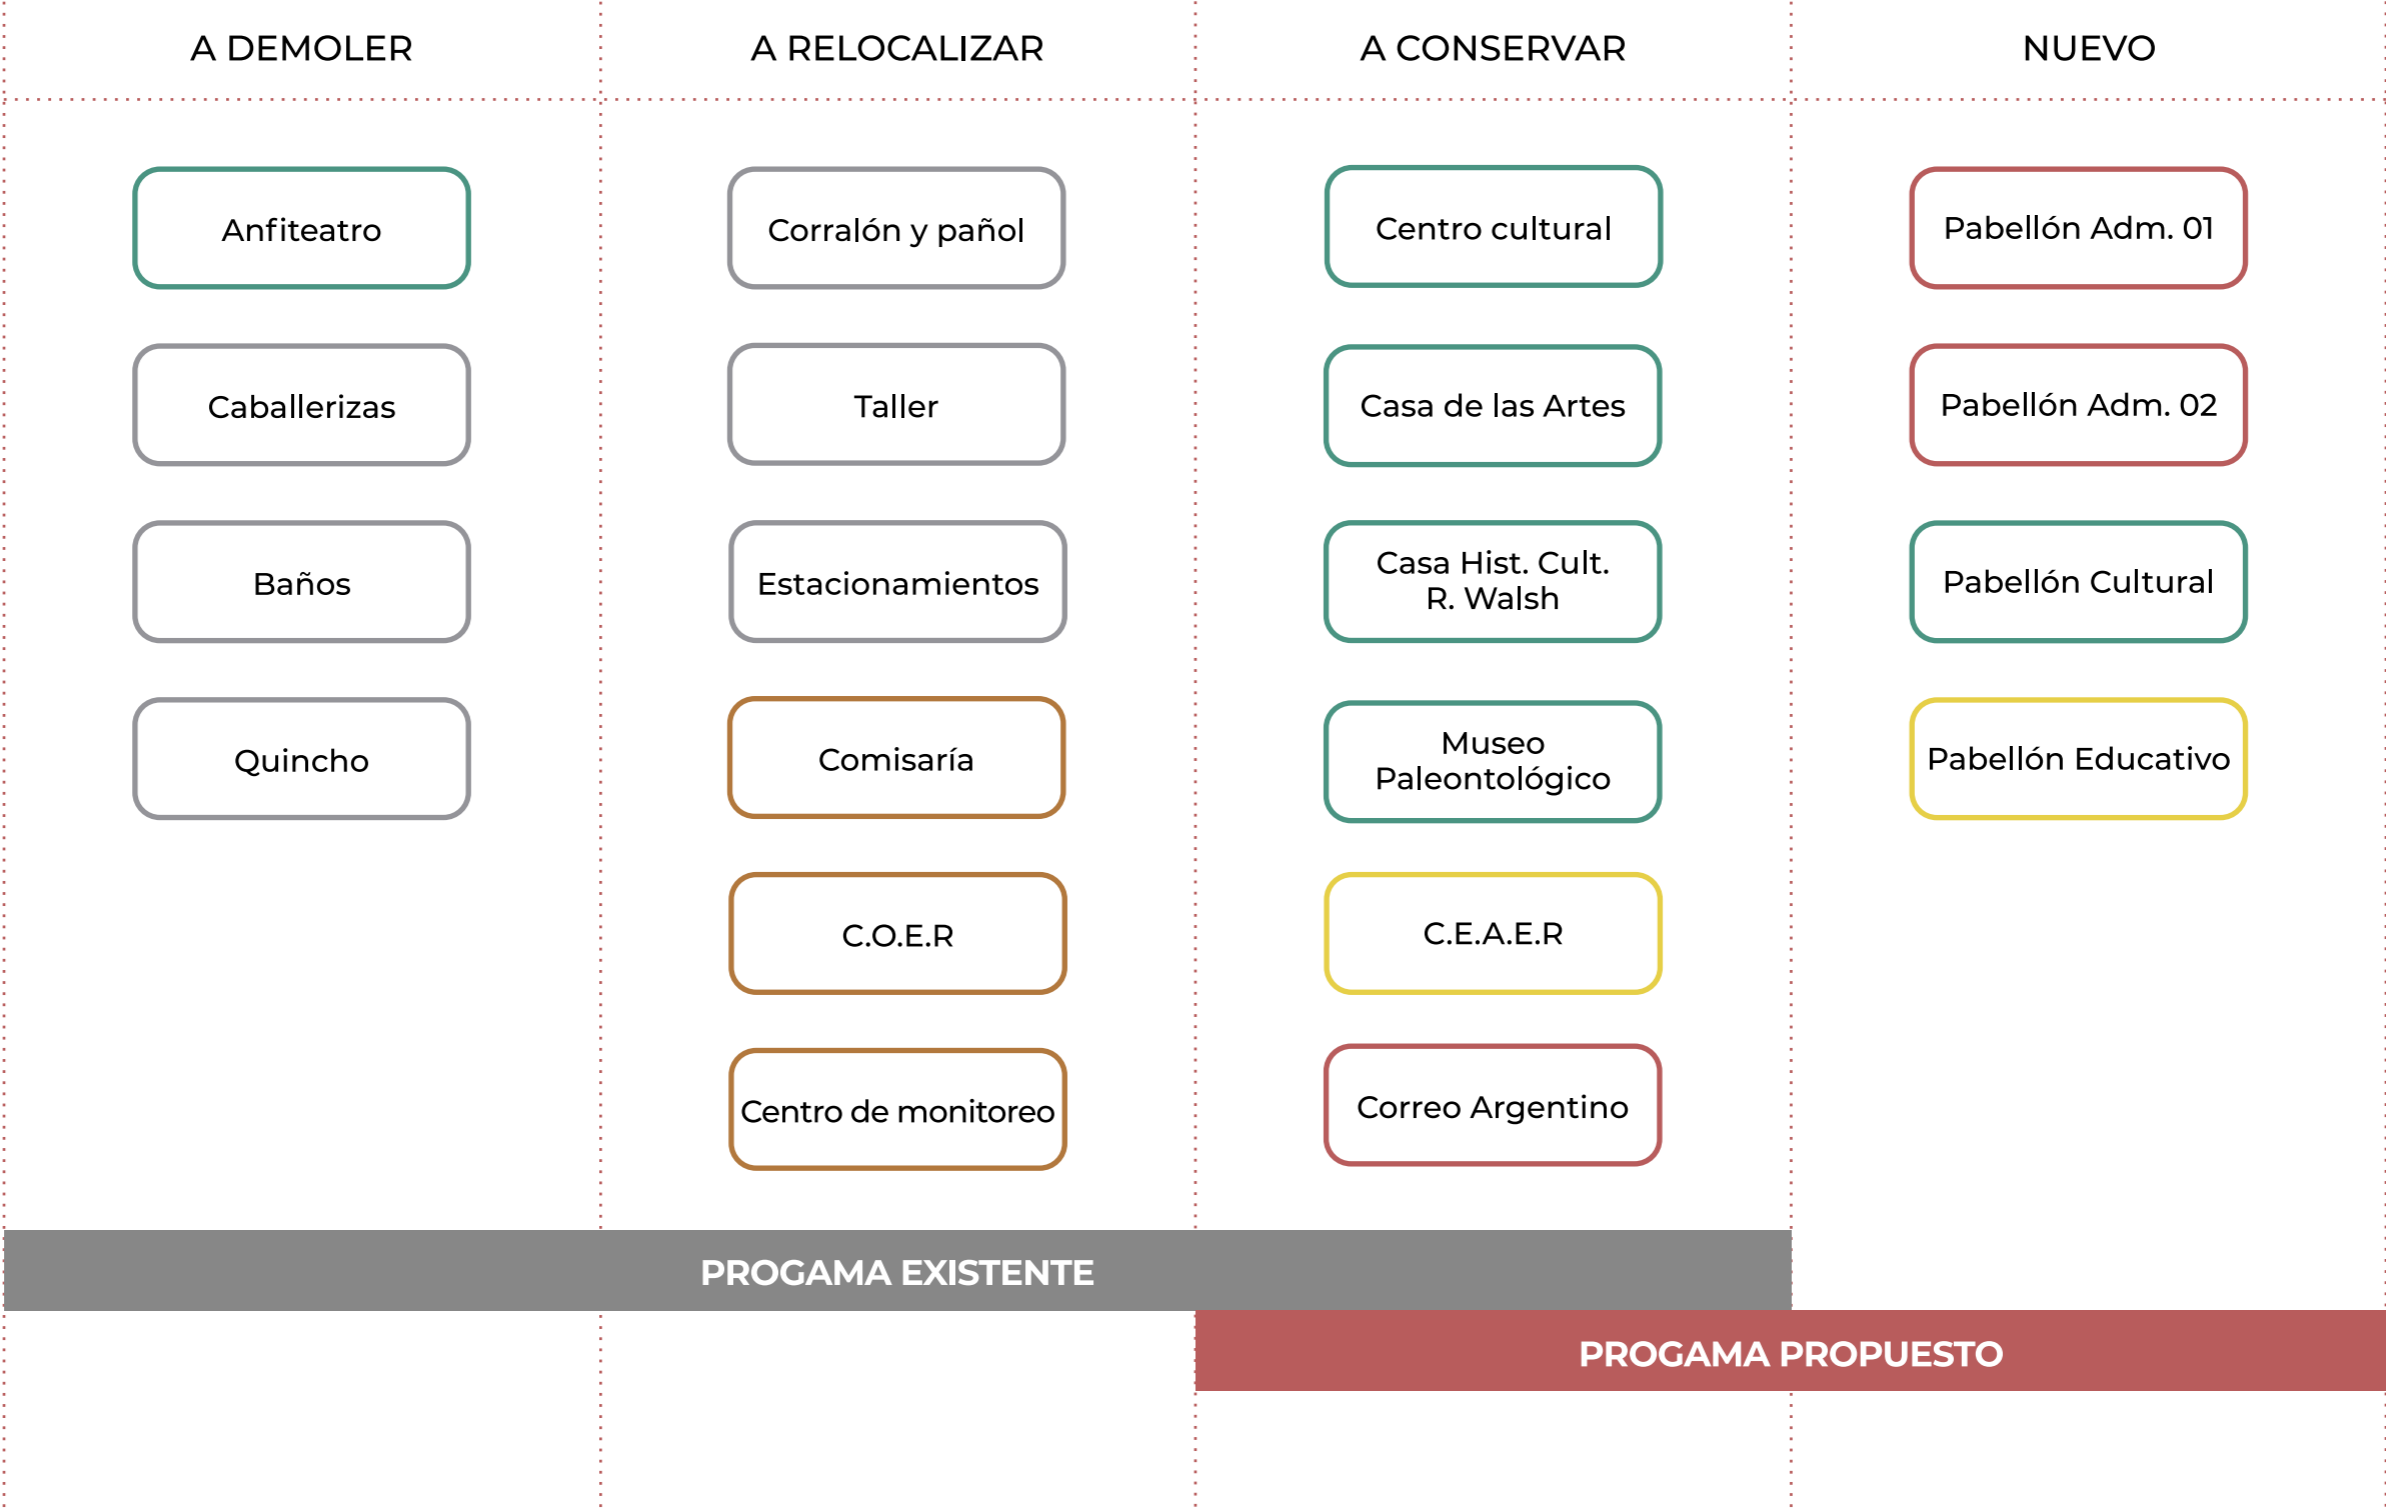 A DEMOLER
A RELOCALIZAR
A CONSERVAR
NUEVO
Anfiteatro
Corralón y pañol
Centro cultural
Pabellón Adm. 01
Caballerizas
Taller
Casa de las Artes
Pabellón Adm. 02
Baños
Estacionamientos
Casa Hist. Cult.
R. Walsh
Pabellón Cultural
Quincho
Comisaría
Museo
Paleontológico
Pabellón Educativo
C.O.E.R
C.E.A.E.R
Centro de monitoreo
Correo Argentino
PROGAMA EXISTENTE
PROGAMA PROPUESTO